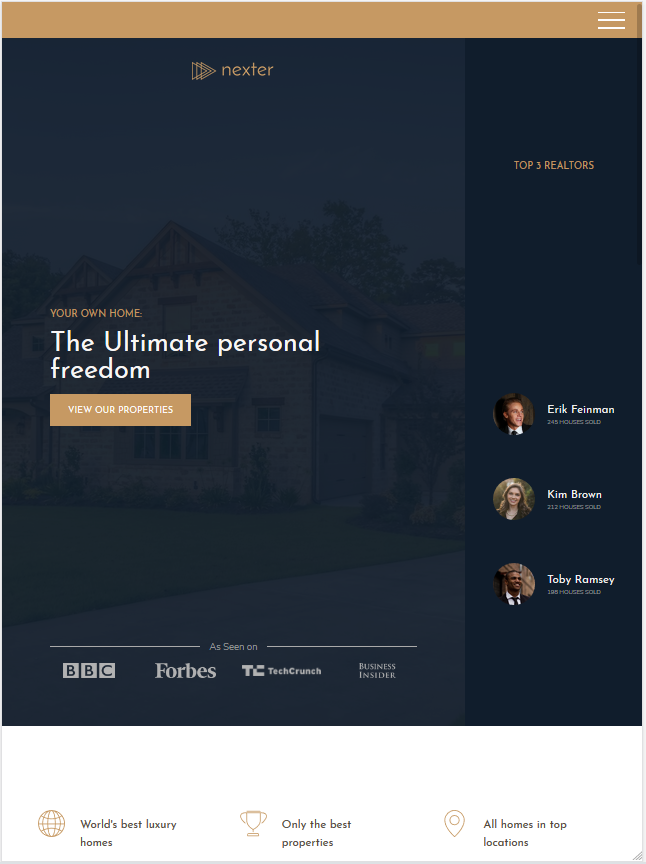 nexter
TOP 3 REALTORS
YOUR OWN HOME:
The Ultimate personal
freedom
VIEW OUR PROPERTIES
Erik Feinman
245 HOUSES SOLD
Kim Brown
212 HOUSES SOLD
Toby Ramsey
198 HOUSES SOLD
As Seen on
BBC
Forbes
TC TechCrunch
BUSINESS
INSIDER
World's best luxury
homes
Only the best
properties
All homes in top
locations